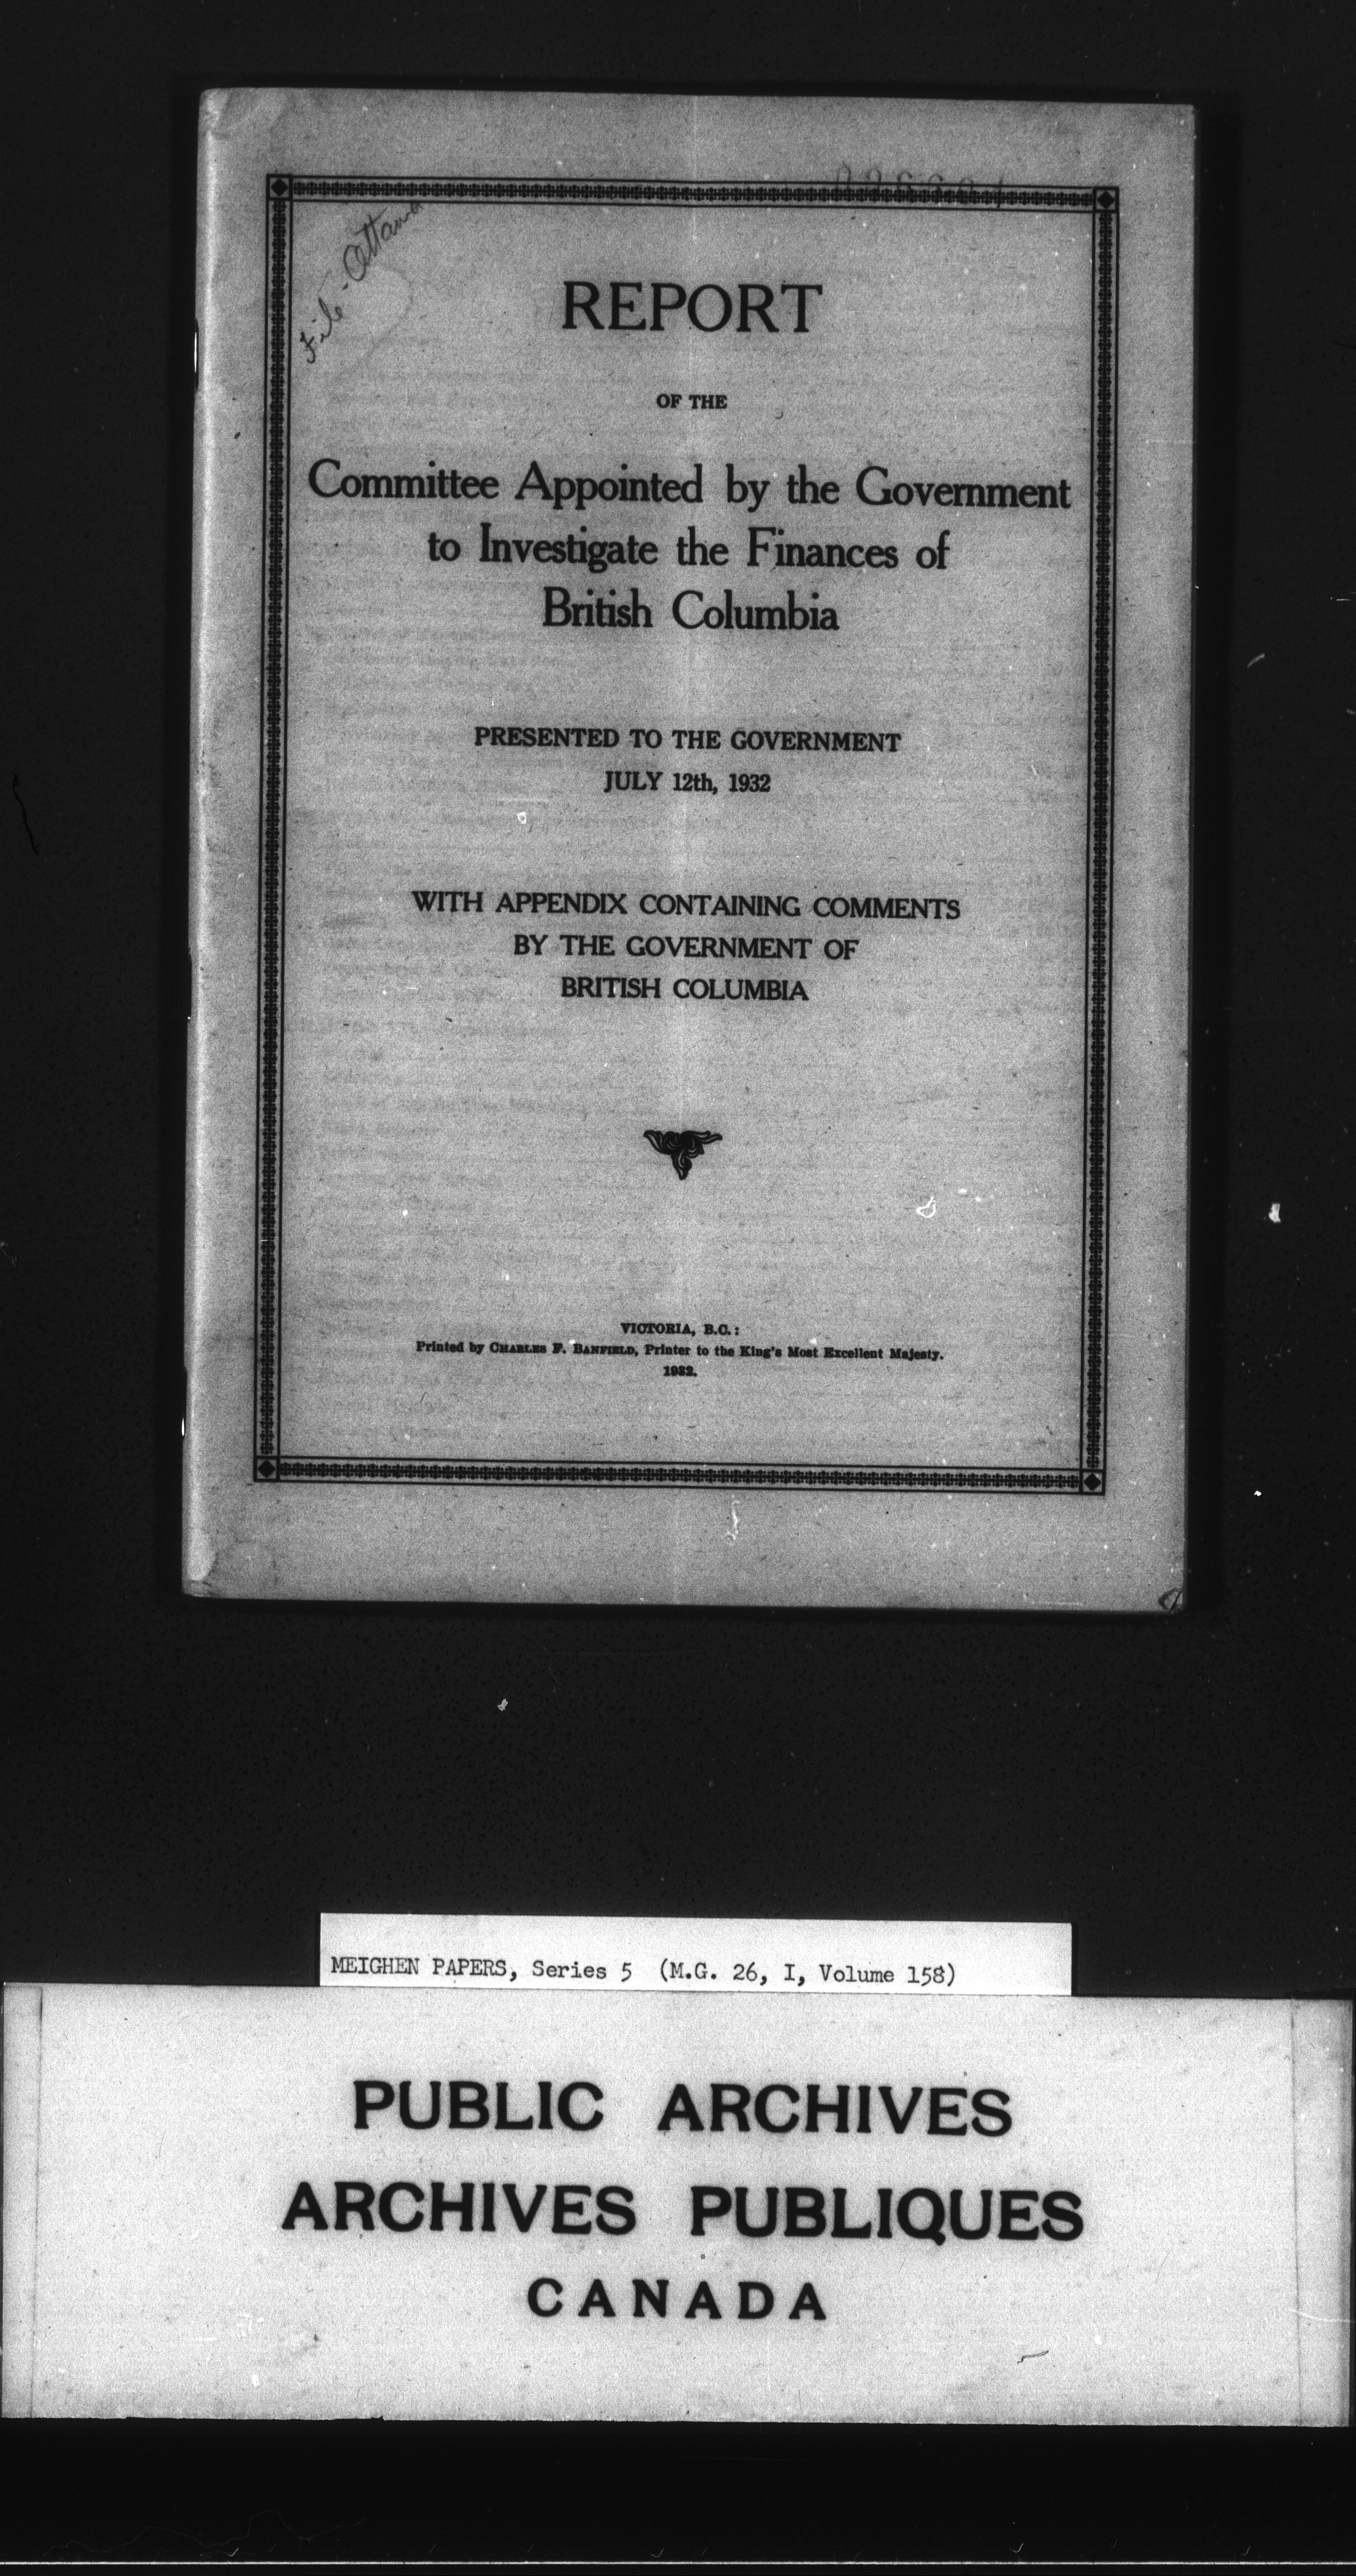 File - Ottawa
REPORT
OF THE
Committee Appointed by the Government
to Investigate the Finances of
British Columbia
PRESENTED TO THE GOVERNMENT
JULY 12th, 1932
WITH APPENDIX CONTAINING COMMENTS
BY THE GOVERNMENT OF
BRITISH COLUMBIA
VICTORIA, B.C.:
Printed by CHARLES F. BANFIELD, Printer to the King's Most Excellent Majesty.
1932.
MEIGHEN PAPERS, Series 5 (M.G. 26, I, Volume 158)
PUBLIC ARCHIVES
ARCHIVES PUBLIQUES
CANADA